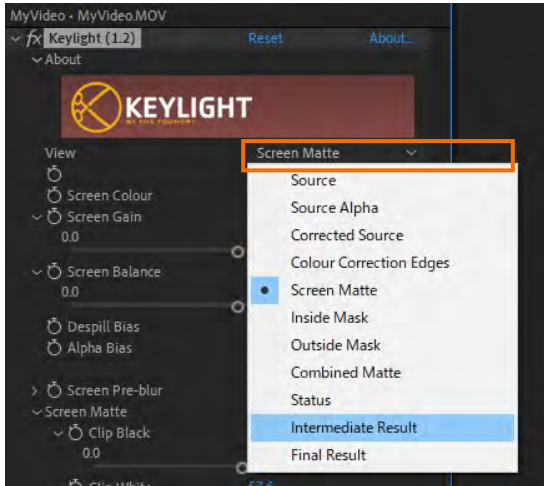 MyVideo • MyVideo.MOV
fx Keylight (1.2) Reset About...
About
KEYLIGHT
BY THE FOUNDRY
View Screen Matte
Source
Screen Colour
Source Alpha
Screen Gain
Corrected Source
0.0
Colour Correction Edges
Screen Balance
Screen Matte
0.0
Inside Mask
Despill Bias
Outside Mask
Alpha Bias
Combined Matte
Screen Pre-blur
Status
Screen Matte
Intermediate Result
Clip Black
Final Result
0.0